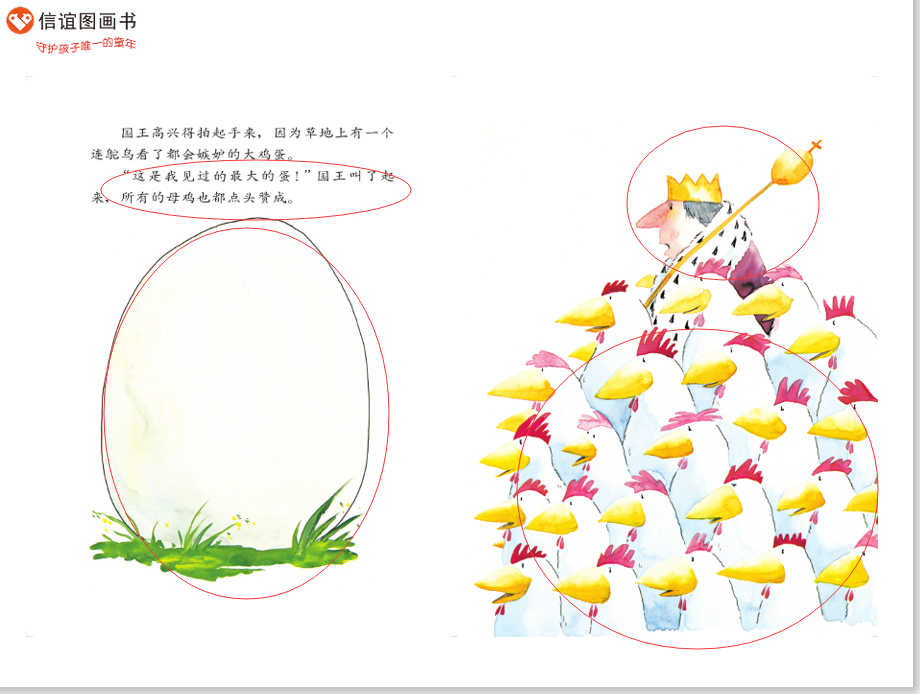 信谊图画书
守护孩子唯一的童年
国王高兴得拍起手来，因为草地上有一个
连鸵鸟看了都会嫉妒的大鸡蛋。
“这是我见过的最大的蛋！”国王叫了起
来，所有的母鸡也都点头赞成。